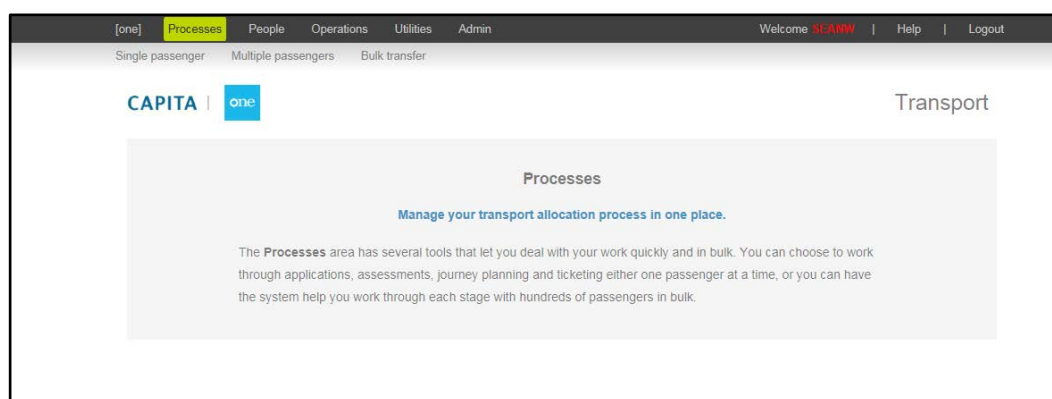 [one] Processes People Operations Utilities Admin Welcome SEANW | Help | Logout
Single passenger Multiple passengers Bulk transfer
CAPITA | one Transport
Processes
Manage your transport allocation process in one place.
The Processes area has several tools that let you deal with your work quickly and in bulk. You can choose to work
through applications, assessments, journey planning and ticketing either one passenger at a time, or you can have
the system help you work through each stage with hundreds of passengers in bulk.